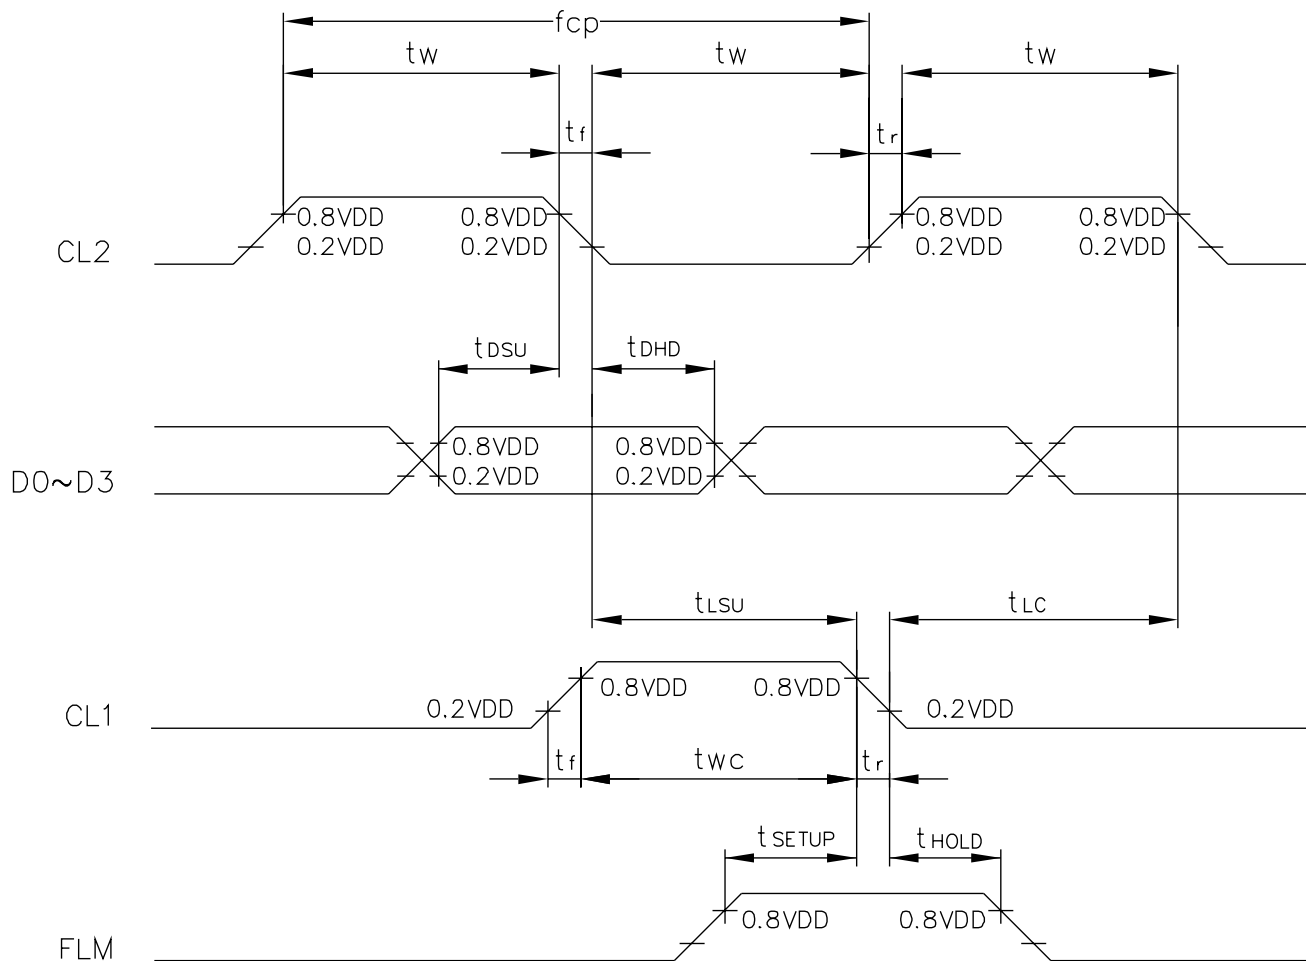 fcp
tw tw tw
tf tr
0.8VDD 0.8VDD 0.8VDD 0.8VDD
CL2 0.2VDD 0.2VDD 0.2VDD 0.2VDD
tDSU tDHD
0.8VDD 0.8VDD
D0~D3 0.2VDD 0.2VDD
tLSU tLC
0.8VDD 0.8VDD
CL1 0.2VDD 0.2VDD
tf twc tr
tSETUP tHOLD
0.8VDD 0.8VDD
FLM